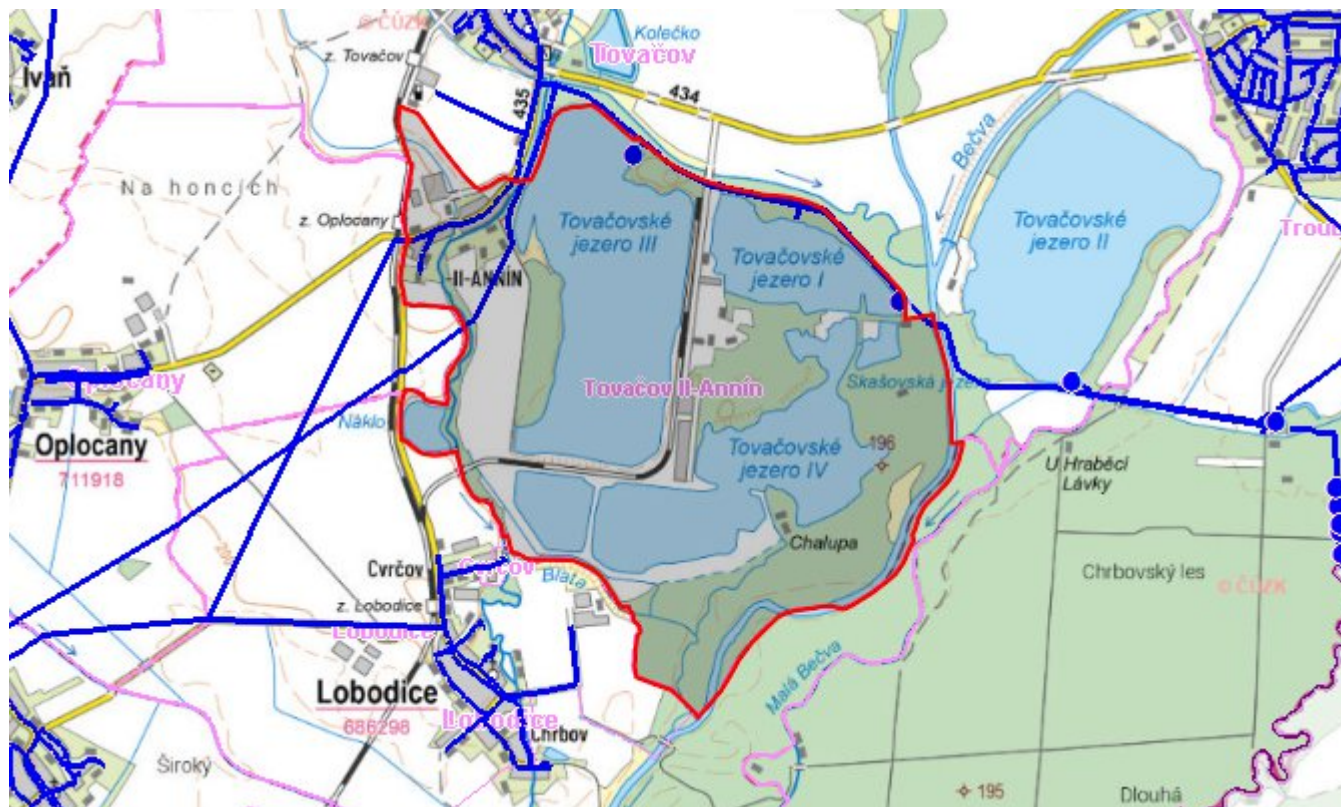 © ČÚZK
Kolečko
Tovačov
z. Tovačov
Ivaň
435
434
Bečva
Na honcích
z. Oplocany
Tovačovské
jezero III
Tovačovské
jezero I
Tovačovské
jezero II
-II-ANNÍN
Oplocany
Tovačov II-Annín
Skašovská jezera
Náklo
Oplocany
711918
Tovačovské
jezero IV
196
U Hraběcí
Lávky
Chalupa
Cvrčov
Blata
Chrbovský les
© ČÚZK
z. Lobodice
Lobodice
Lobodice
686298
Lobodice
Chrbov
Malá Bečva
Široký
195
Dlouhá